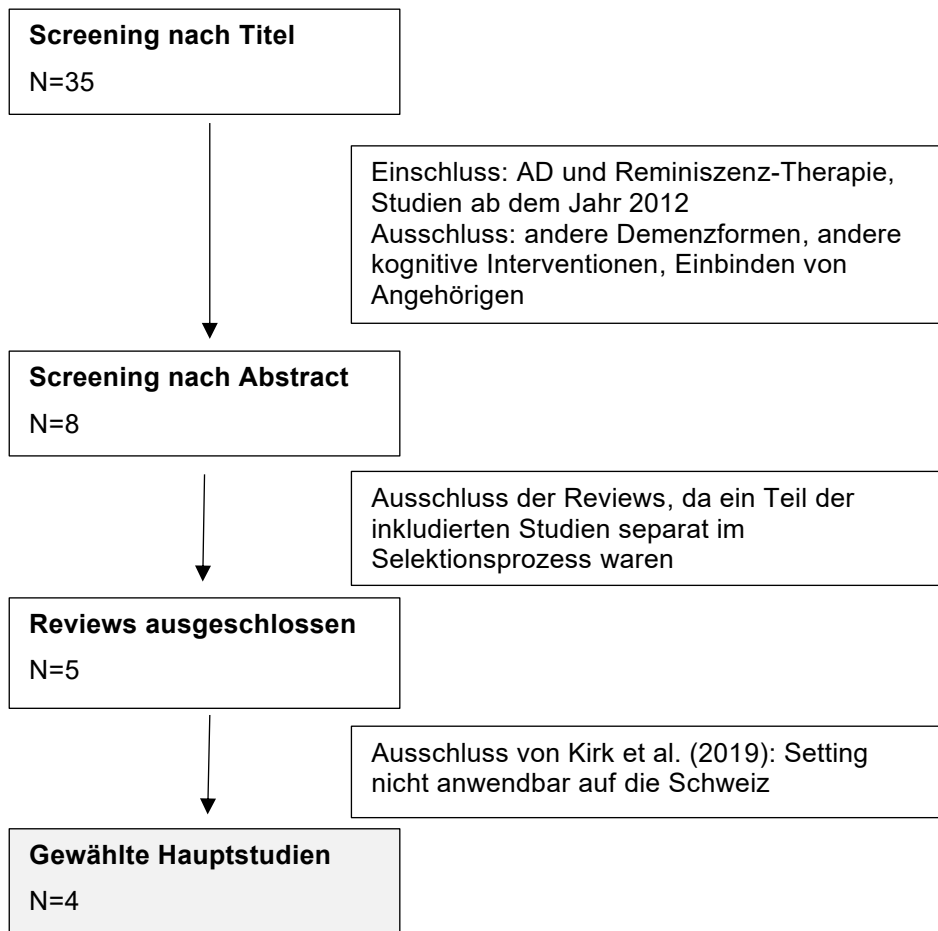 Screening nach Titel
N=35
Einschluss: AD und Reminiszenz-Therapie,
Studien ab dem Jahr 2012
Ausschluss: andere Demenzformen, andere
kognitive Interventionen, Einbinden von
Angehörigen
Screening nach Abstract
N=8
Ausschluss der Reviews, da ein Teil der
inkludierten Studien separat im
Selektionsprozess waren
Reviews ausgeschlossen
N=5
Ausschluss von Kirk et al. (2019): Setting
nicht anwendbar auf die Schweiz
Gewählte Hauptstudien
N=4